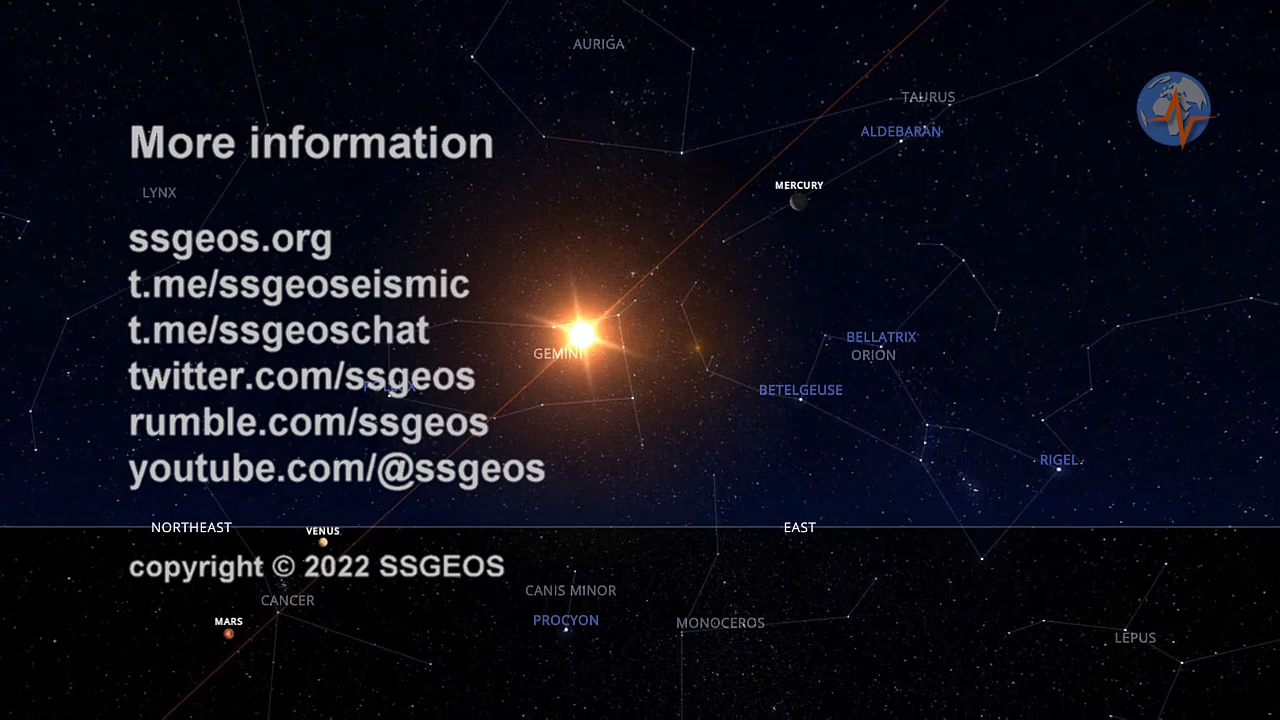 AURIGA
TAURUS
ALDEBARAN
More information
MERCURY
LYNX
ssgeos.org
t.me/ssgeoseismic
t.me/ssgeoschat
BELLATRIX
GEMINI
ORION
twitter.com/ssgeos
BETELGEUSE
rumble.com/ssgeos
RIGEL
youtube.com/@ssgeos
NORTHEAST
VENUS
EAST
copyright © 2022 SSGEOS
CANIS MINOR
CANCER
MARS
PROCYON
MONOCEROS
LEPUS